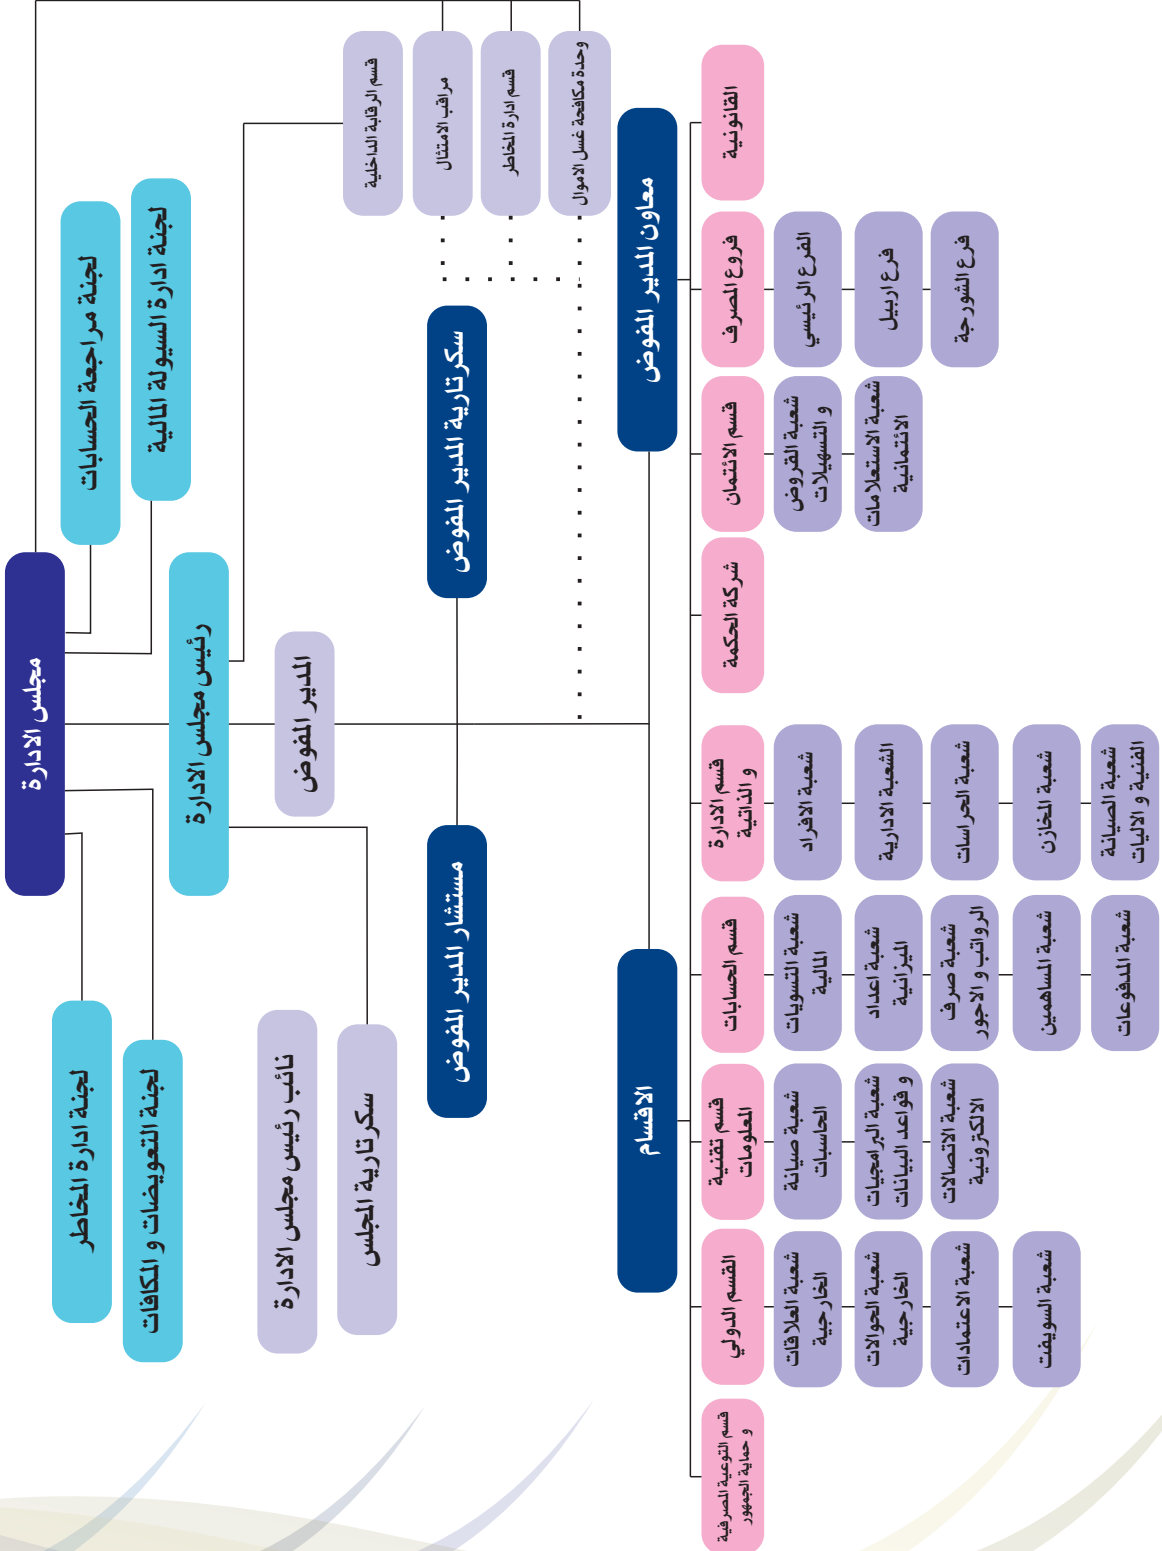 مجلس الادارة
لجنة مراجعة الحسابات
لجنة ادارة السيولة المالية
لجنة ادارة المخاطر
لجنة التعويضات و المكافات
رئيس مجلس الادارة
نائب رئيس مجلس الادارة
سكرتارية المجلس
المدير المفوض
قسم الرقابة الداخلية
مراقب الامتثال
قسم ادارة المخاطر
وحدة مكافحة غسل الاموال
سكرتارية المدير المفوض
مستشار المدير المفوض
معاون المدير المفوض
الاقسام
القانونية
فروع المصرف
الفرع الرئيسي
فرع اربيل
فرع الشورجة
قسم الائتمان
شعبة القروض
و التسهيلات
شعبة الاستعلامات
الائتمانية
شركة الحكمة
قسم الادارة
و الذاتية
شعبة الافراد
الشعبة الادارية
شعبة الحراسات
شعبة المخازن
شعبة الصيانة
الفنية و الاليات
قسم الحسابات
شعبة التسويات
المالية
شعبة اعداد
الميزانية
شعبة صرف
الرواتب و الاجور
شعبة المساهمين
شعبة المدفوعات
قسم تقنية
المعلومات
شعبة صيانة
الحاسبات
شعبة البرامجيات
و قواعد البيانات
شعبة الاتصالات
الالكترونية
القسم الدولي
شعبة العلاقات
الخارجية
شعبة الحوالات
الخارجية
شعبة الاعتمادات
شعبة السويفت
قسم التوعية المصرفية
و حماية الجمهور